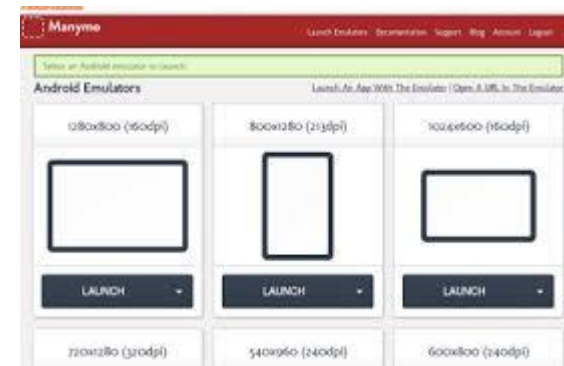 Manyme
Launch Emulators Documentation Support Blog Account Logout
Select an Android emulator to launch.
Android Emulators
Launch An App With The Emulator | Open A URL In The Emulator
1280x800 (160dpi)
800x1280 (213dpi)
1024x600 (160dpi)
LAUNCH
LAUNCH
LAUNCH
720x1280 (320dpi)
540x960 (240dpi)
600x800 (240dpi)